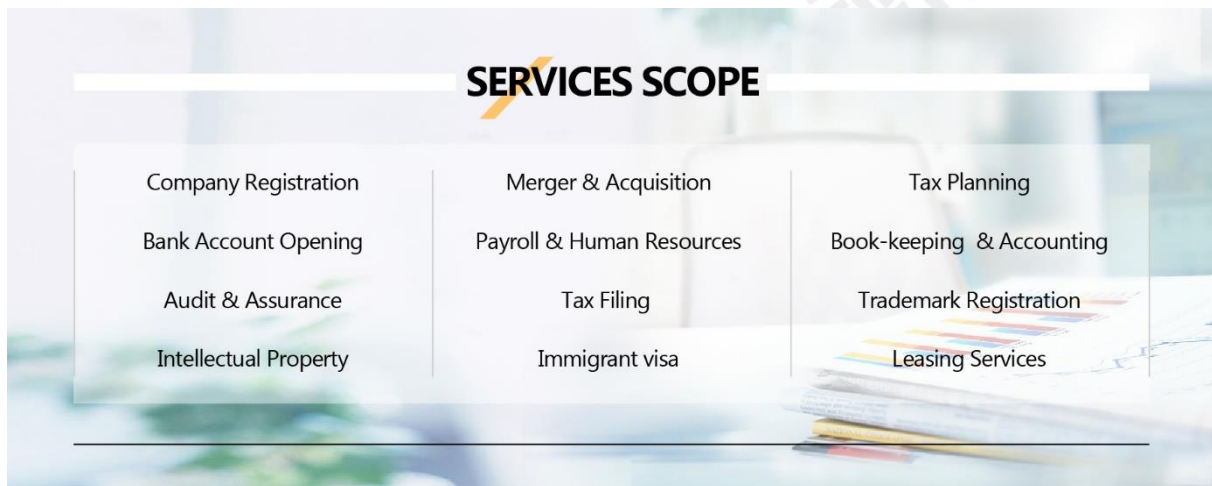 SERVICES SCOPE
Company Registration
Merger & Acquisition
Tax Planning
Bank Account Opening
Payroll & Human Resources
Book-keeping & Accounting
Audit & Assurance
Tax Filing
Trademark Registration
Intellectual Property
Immigrant visa
Leasing Services